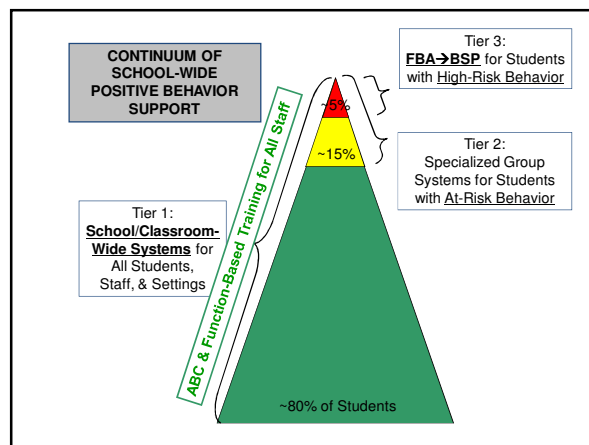 CONTINUUM OF
SCHOOL-WIDE
POSITIVE BEHAVIOR
SUPPORT
Tier 3:
FBA→BSP for Students
with High-Risk Behavior
~5%
~15%
Tier 2:
Specialized Group
Systems for Students
with At-Risk Behavior
ABC & Function-Based Training for All Staff
Tier 1:
School/Classroom-
Wide Systems for
All Students,
Staff, & Settings
~80% of Students